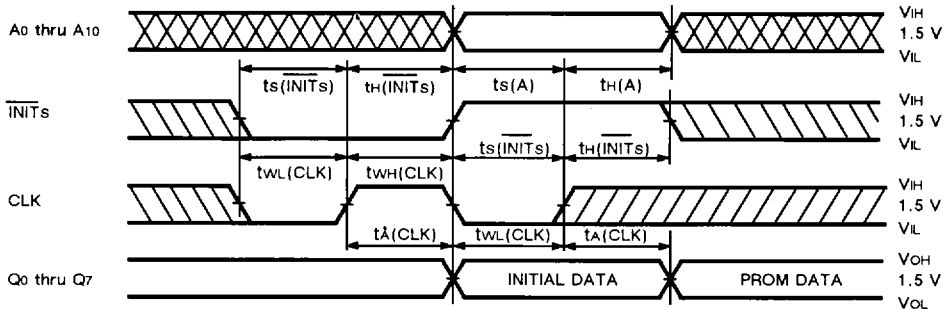 A0 thru A10
VIH
1.5 V
VIL
tS(INITS) tH(INITS) tS(A) tH(A)
INITS
VIH
1.5 V
VIL
tS(INITS) tH(INITS)
tWL(CLK) tWH(CLK)
CLK
VIH
1.5 V
VIL
tA(CLK) tWL(CLK) tA(CLK)
Q0 thru Q7
INITIAL DATA
PROM DATA
VOH
1.5 V
VOL